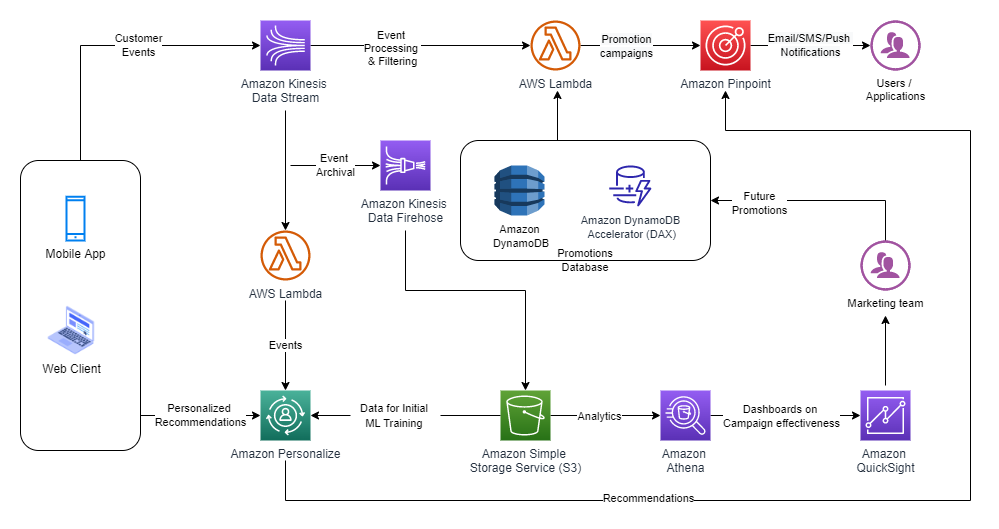 Customer
Events
Event
Processing
& Filtering
Promotion
campaigns
Email/SMS/Push
Notifications
Amazon Kinesis
Data Stream
AWS Lambda
Amazon Pinpoint
Users /
Applications
Event
Archival
Amazon Kinesis
Data Firehose
Amazon
DynamoDB
Amazon DynamoDB
Accelerator (DAX)
Promotions
Database
Future
Promotions
Mobile App
AWS Lambda
Marketing team
Web Client
Events
Personalized
Recommendations
Data for Initial
ML Training
Analytics
Dashboards on
Campaign effectiveness
Amazon Personalize
Amazon Simple
Storage Service (S3)
Amazon
Athena
Amazon
QuickSight
Recommendations